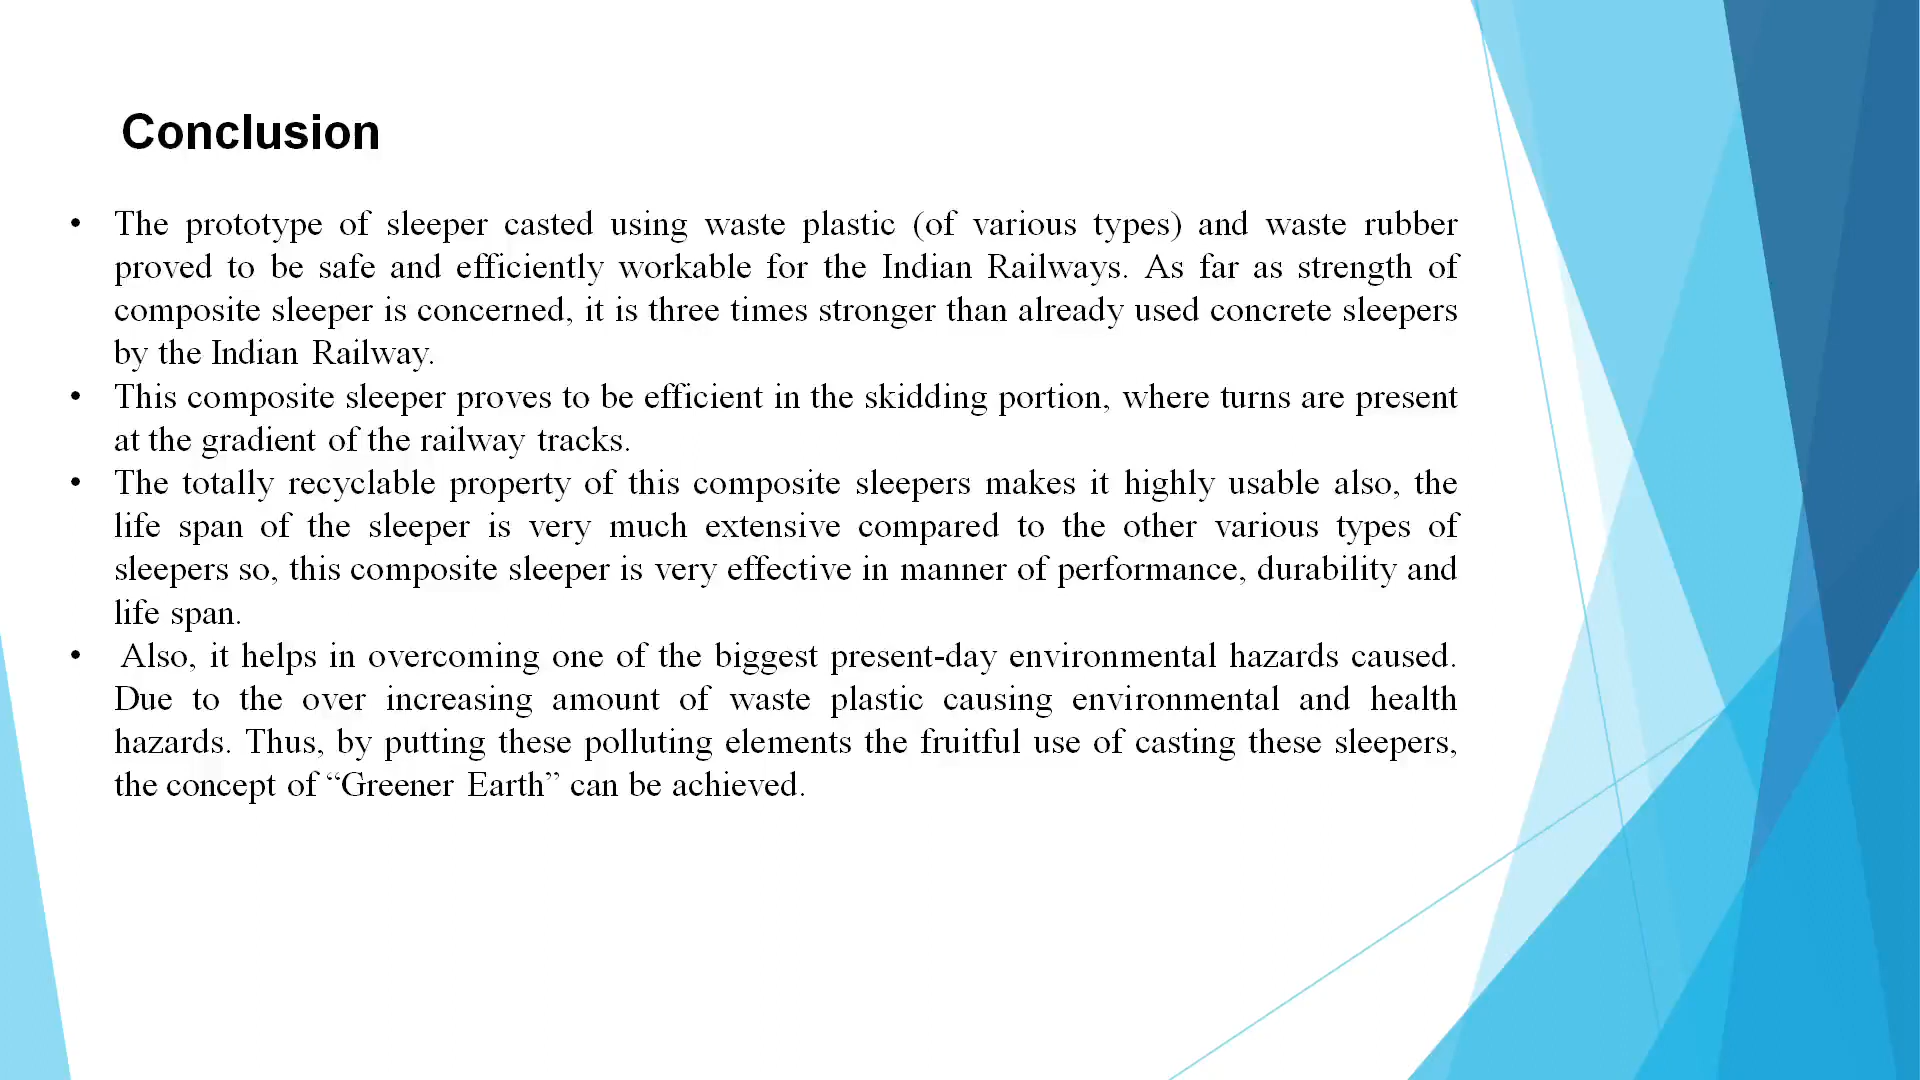 Conclusion
• The prototype of sleeper casted using waste plastic (of various types) and waste rubber
proved to be safe and efficiently workable for the Indian Railways. As far as strength of
composite sleeper is concerned, it is three times stronger than already used concrete sleepers
by the Indian Railway.
• This composite sleeper proves to be efficient in the skidding portion, where turns are present
at the gradient of the railway tracks.
• The totally recyclable property of this composite sleepers makes it highly usable also, the
life span of the sleeper is very much extensive compared to the other various types of
sleepers so, this composite sleeper is very effective in manner of performance, durability and
life span.
• Also, it helps in overcoming one of the biggest present-day environmental hazards caused.
Due to the over increasing amount of waste plastic causing environmental and health
hazards. Thus, by putting these polluting elements the fruitful use of casting these sleepers,
the concept of “Greener Earth” can be achieved.